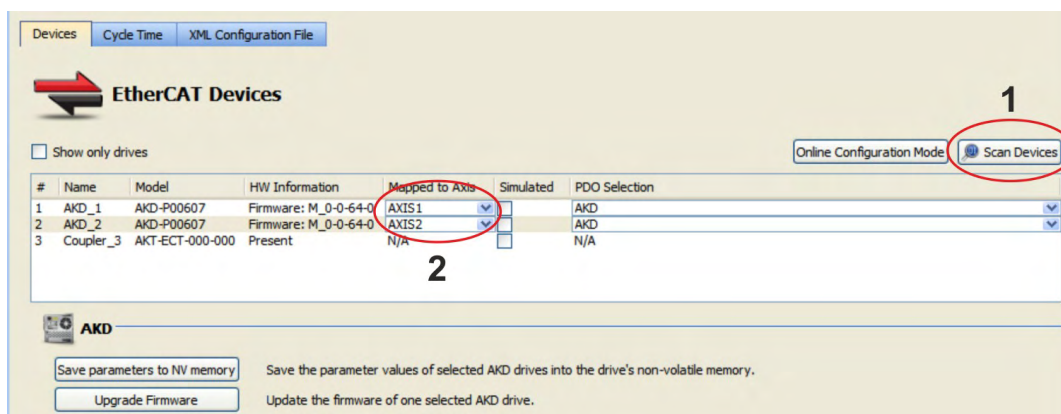 Devices Cycle Time XML Configuration File
EtherCAT Devices
1
Show only drives Online Configuration Mode Scan Devices
# Name Model HW Information Mapped to Axis Simulated PDO Selection
1 AKD_1 AKD-P00607 Firmware: M_0-0-64-0 AXIS1 AKD
2 AKD_2 AKD-P00607 Firmware: M_0-0-64-0 AXIS2 AKD
3 Coupler_3 AKT-ECT-000-000 Present N/A N/A
2
AKD
Save parameters to NV memory Save the parameter values of selected AKD drives into the drive's non-volatile memory.
Upgrade Firmware Update the firmware of one selected AKD drive.